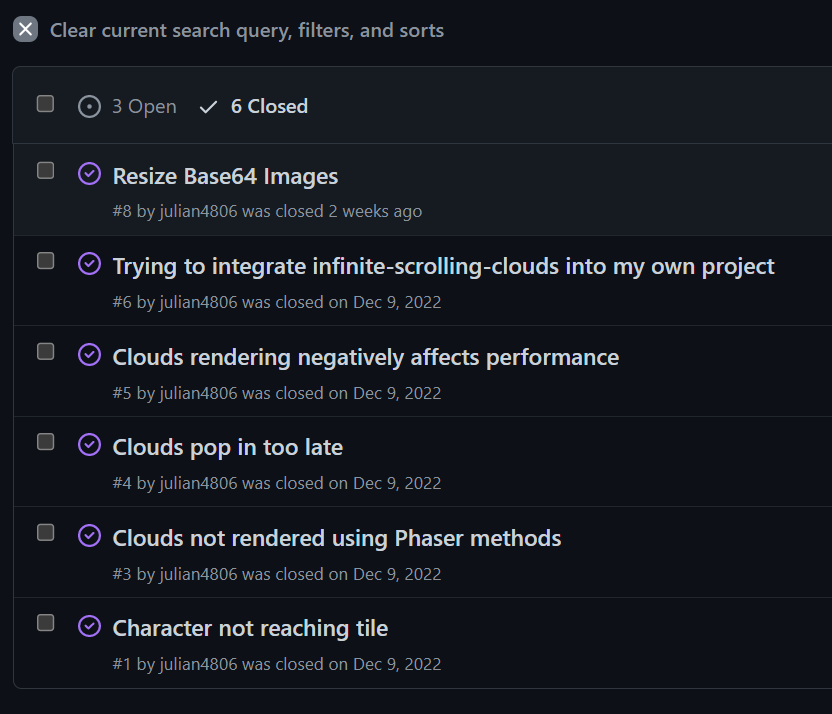 Clear current search query, filters, and sorts
3 Open 6 Closed
Resize Base64 Images
#8 by julian4806 was closed 2 weeks ago
Trying to integrate infinite-scrolling-clouds into my own project
#6 by julian4806 was closed on Dec 9, 2022
Clouds rendering negatively affects performance
#5 by julian4806 was closed on Dec 9, 2022
Clouds pop in too late
#4 by julian4806 was closed on Dec 9, 2022
Clouds not rendered using Phaser methods
#3 by julian4806 was closed on Dec 9, 2022
Character not reaching tile
#1 by julian4806 was closed on Dec 9, 2022